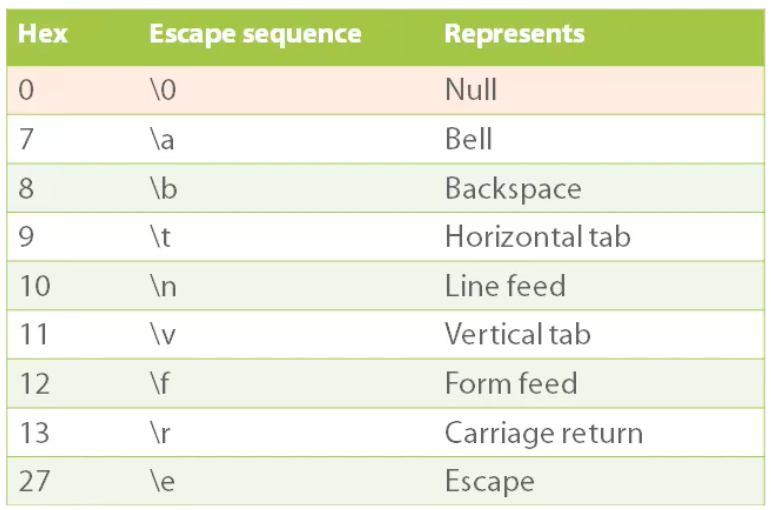 Hex Escape sequence Represents
0 \0 Null
7 \a Bell
8 \b Backspace
9 \t Horizontal tab
10 \n Line feed
11 \v Vertical tab
12 \f Form feed
13 \r Carriage return
27 \e Escape